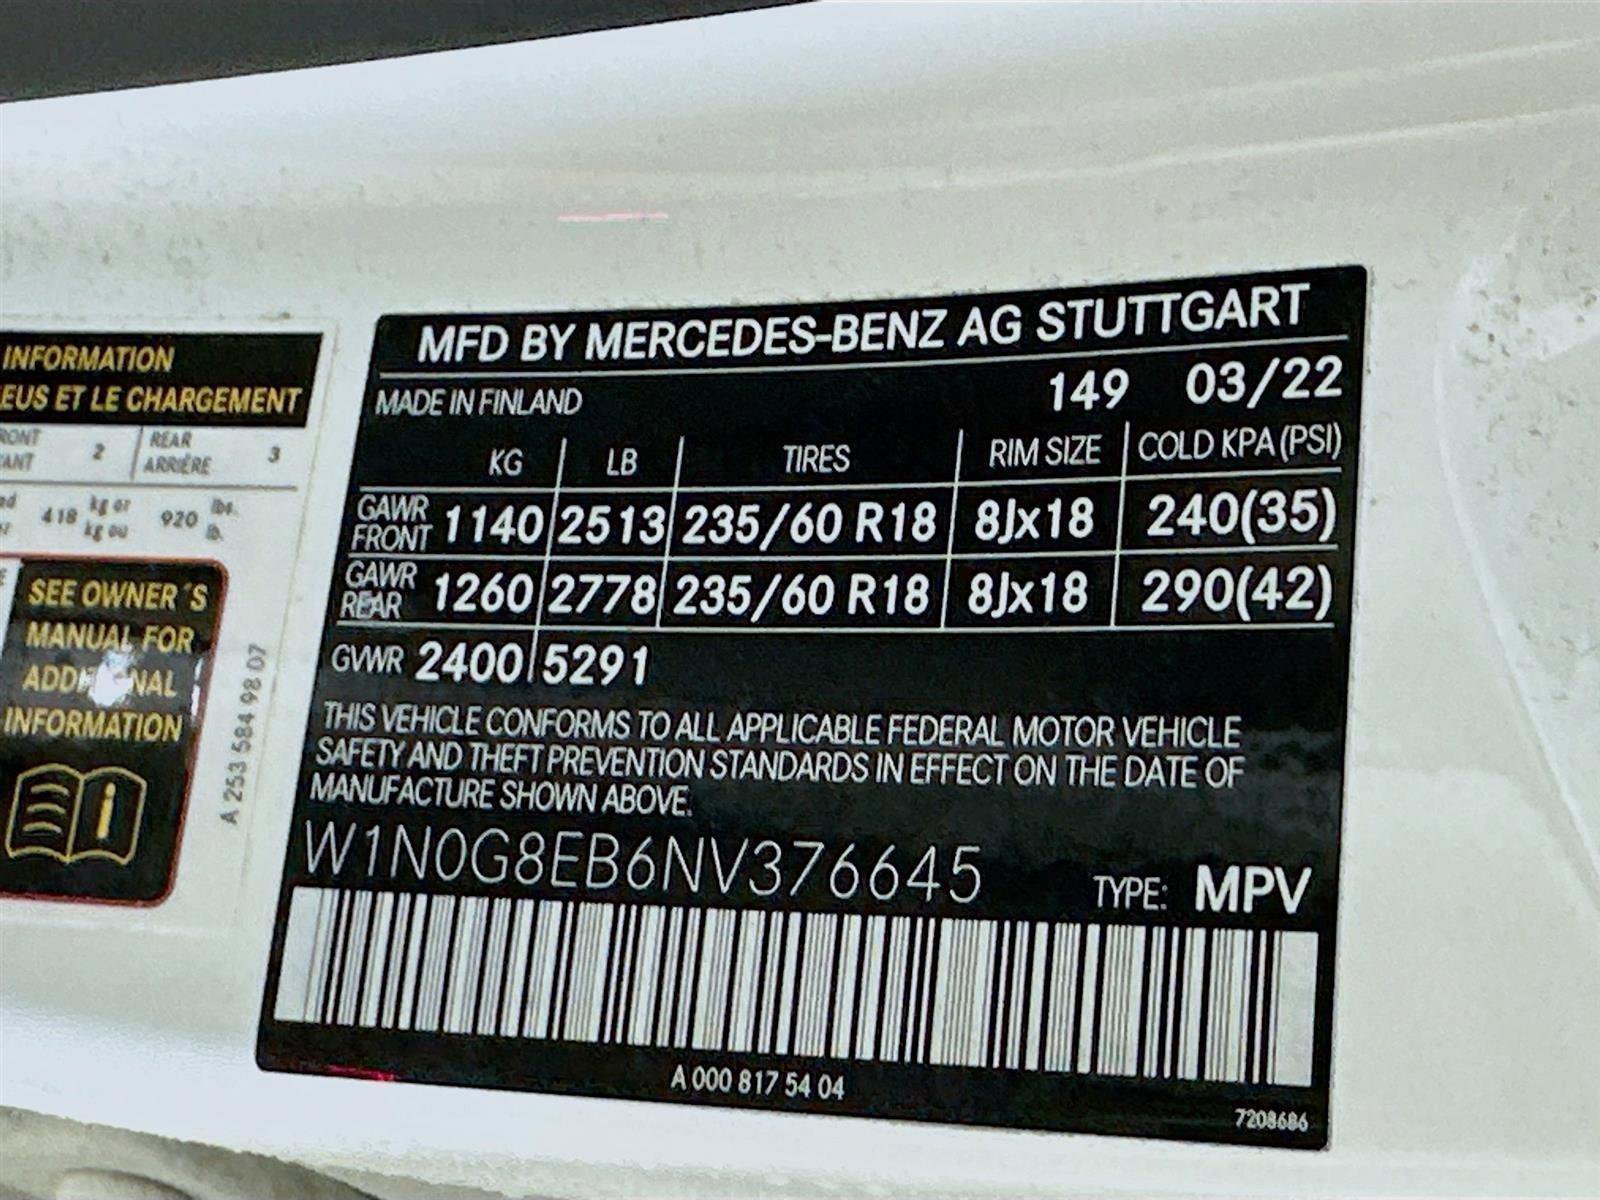 INFORMATION
EUS ET LE CHARGEMENT
REAR
ARRIÈRE
2
3
418 kg or
kg ou
920 lbs.
lb.
SEE OWNER´S
MANUAL FOR
INFORMATION
i
A 253 584 98 07
MFD BY MERCEDES-BENZ AG STUTTGART
MADE IN FINLAND 149 03/22
KG LB TIRES RIM SIZE COLD KPA(PSI)
GAWR FRONT 1140 2513 235/60 R18 8Jx18 240(35)
GAWR REAR 1260 2778 235/60 R18 8Jx18 290(42)
GVWR 2400 5291
THIS VEHICLE CONFORMS TO ALL APPLICABLE FEDERAL MOTOR VEHICLE
SAFETY AND THEFT PREVENTION STANDARDS IN EFFECT ON THE DATE OF
MANUFACTURE SHOWN ABOVE.
W1N0G8EB6NV376645 TYPE: MPV
A 000 817 54 04
7208686